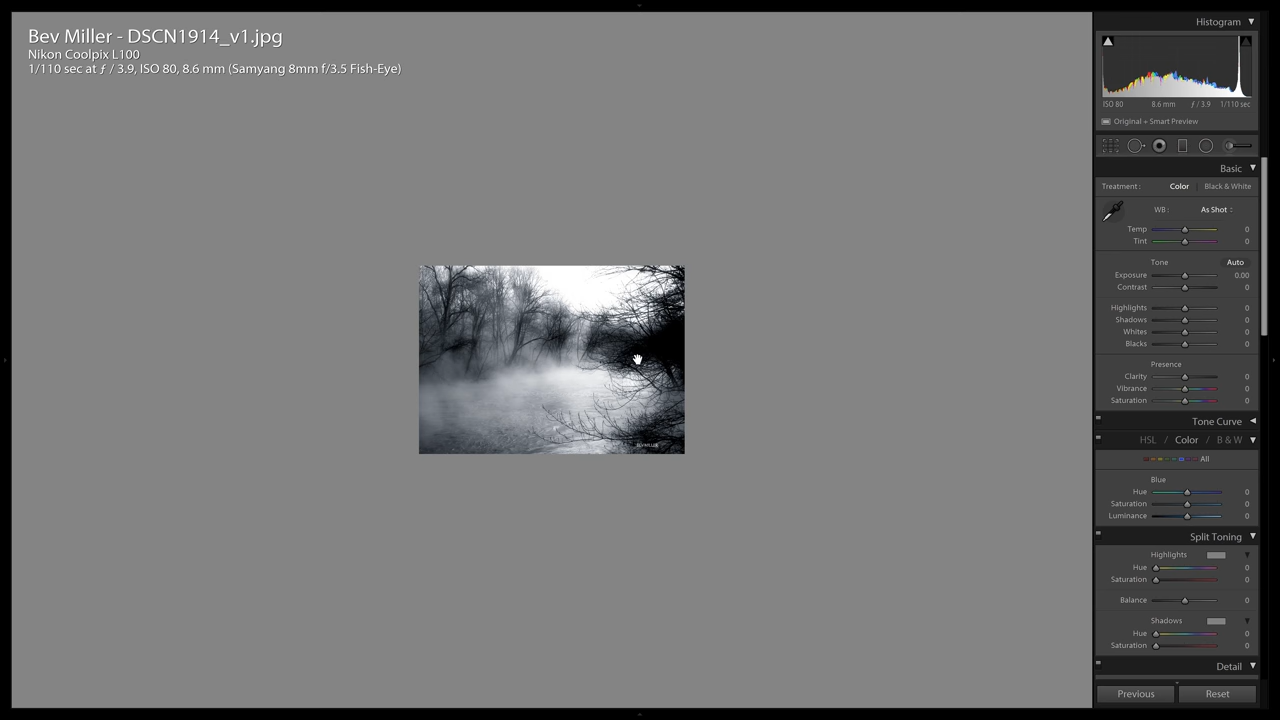 Bev Miller - DSCN1914_v1.jpg
Nikon Coolpix L100
1/110 sec at ƒ / 3.9, ISO 80, 8.6 mm (Samyang 8mm f/3.5 Fish-Eye)
Histogram
ISO 80 8.6 mm ƒ / 3.9 1/110 sec
Original + Smart Preview
Basic
Treatment : Color Black & White
WB : As Shot
Temp 0
Tint 0
Tone Auto
Exposure 0.00
Contrast 0
Highlights 0
Shadows 0
Whites 0
Blacks 0
Presence
Clarity 0
Vibrance 0
Saturation 0
Tone Curve
HSL / Color / B & W
All
Blue
Hue 0
Saturation 0
Luminance 0
Split Toning
Highlights
Hue 0
Saturation 0
Balance 0
Shadows
Hue 0
Saturation 0
Detail
Previous Reset